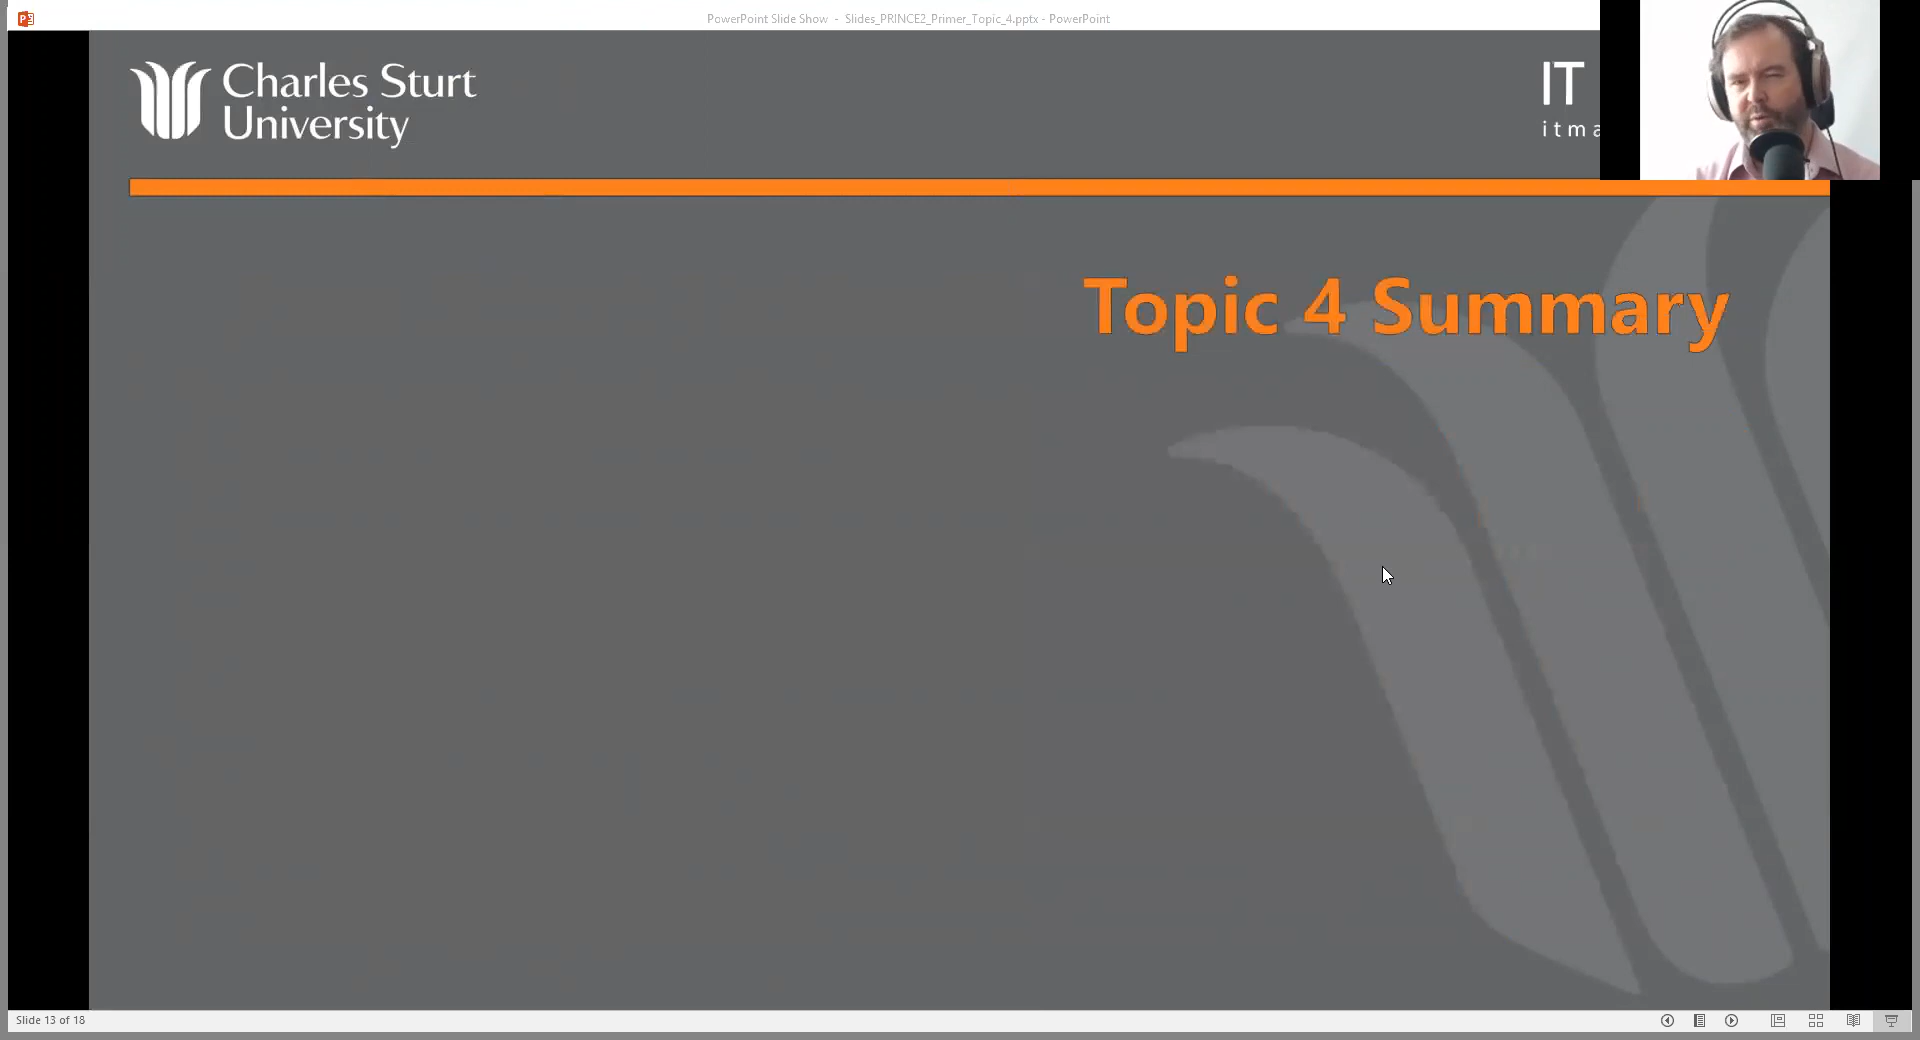 PowerPoint Slide Show - Slides_PRINCE2_Primer_Topic_4.pptx - PowerPoint
Charles Sturt
University
IT
itma
Topic 4 Summary
Slide 13 of 18